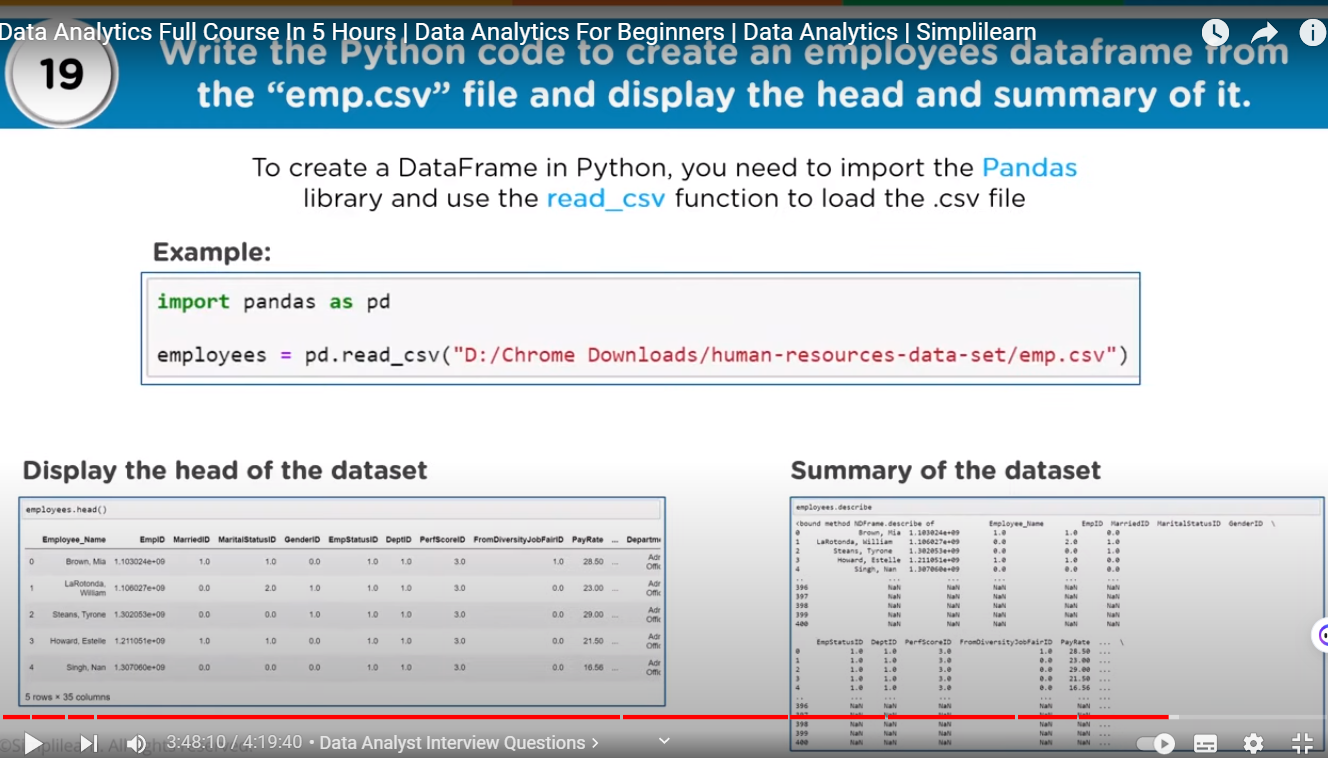 Data Analytics Full Course In 5 Hours | Data Analytics For Beginners | Data Analytics | Simplilearn
19
Write the Python code to create an employees dataframe from
the “emp.csv” file and display the head and summary of it.
To create a DataFrame in Python, you need to import the Pandas
library and use the read_csv function to load the .csv file
Example:
import pandas as pd
employees = pd.read_csv("D:/Chrome Downloads/human-resources-data-set/emp.csv")
Display the head of the dataset
employees.head()
Employee_Name EmpID MarriedID MaritalStatusID GenderID EmpStatusID DeptID PerfScoreID FromDiversityJobFairID PayRate ... Departme
0 Brown, Mia 1.103024e+09 1.0 1.0 0.0 1.0 1.0 3.0 1.0 28.50 ... Adr
Offic
1 LaRotonda, William 1.106027e+09 0.0 2.0 1.0 1.0 1.0 3.0 0.0 23.00 ... Adr
Offic
2 Steans, Tyrone 1.302053e+09 0.0 0.0 1.0 1.0 1.0 3.0 0.0 29.00 ... Adr
Offic
3 Howard, Estelle 1.211051e+09 1.0 1.0 0.0 1.0 1.0 3.0 0.0 21.50 ... Adr
Offic
4 Singh, Nan 1.307060e+09 0.0 0.0 0.0 1.0 1.0 3.0 0.0 16.56 ... Adr
Offic
5 rows × 35 columns
Summary of the dataset
employees.describe
<bound method NDFrame.describe of Employee_Name EmpID MarriedID MaritalStatusID GenderID \
0 Brown, Mia 1.103024e+09 1.0 1.0 0.0
1 LaRotonda, William 1.106027e+09 0.0 2.0 1.0
2 Steans, Tyrone 1.302053e+09 0.0 0.0 1.0
3 Howard, Estelle 1.211051e+09 1.0 1.0 0.0
4 Singh, Nan 1.307060e+09 0.0 0.0 0.0
.. ... ... ... ... ...
396 NaN NaN NaN NaN NaN
397 NaN NaN NaN NaN NaN
398 NaN NaN NaN NaN NaN
399 NaN NaN NaN NaN NaN
400 NaN NaN NaN NaN NaN
EmpStatusID DeptID PerfScoreID FromDiversityJobFairID PayRate ... \
0 1.0 1.0 3.0 1.0 28.50 ...
1 1.0 1.0 3.0 0.0 23.00 ...
2 1.0 1.0 3.0 0.0 29.00 ...
3 1.0 1.0 3.0 0.0 21.50 ...
4 1.0 1.0 3.0 0.0 16.56 ...
.. ... ... ... ... ... ...
396 NaN NaN NaN NaN NaN ...
397 NaN NaN NaN NaN NaN ...
398 NaN NaN NaN NaN NaN ...
399 NaN NaN NaN NaN NaN ...
400 NaN NaN NaN NaN NaN ...
3:48:10 / 4:19:40 • Data Analyst Interview Questions >